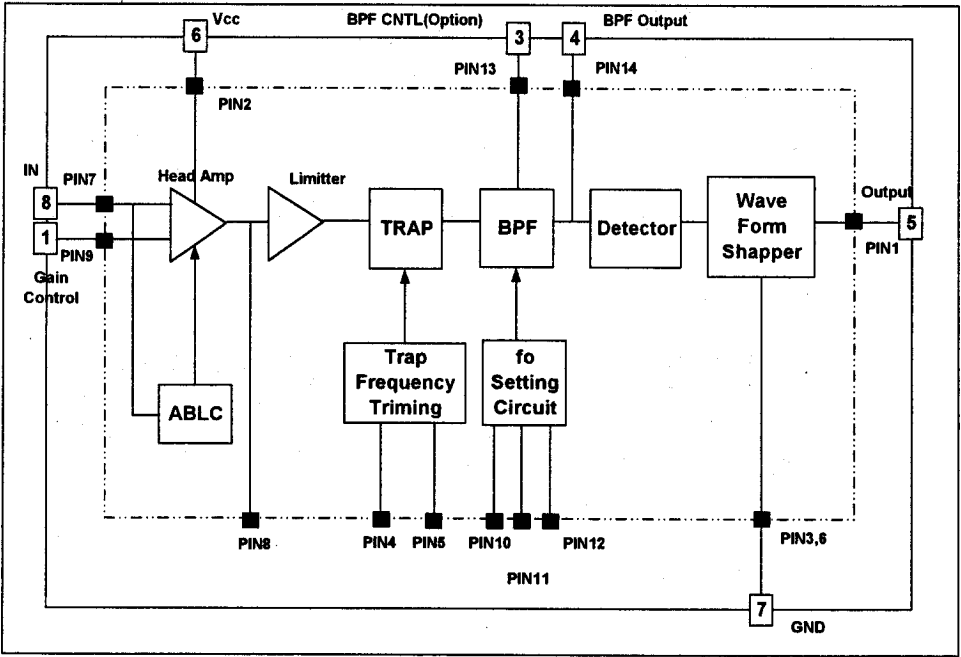 6
Vcc
BPF CNTL(Option)
3
4
BPF Output
PIN2
PIN13
PIN14
IN
8
PIN7
1
PIN9
Gain
Control
Head Amp
Limitter
TRAP
BPF
Detector
Wave
Form
Shapper
Output
5
PIN1
ABLC
Trap
Frequency
Triming
fo
Setting
Circuit
PIN8
PIN4
PIN5
PIN10
PIN11
PIN12
PIN3,6
7
GND